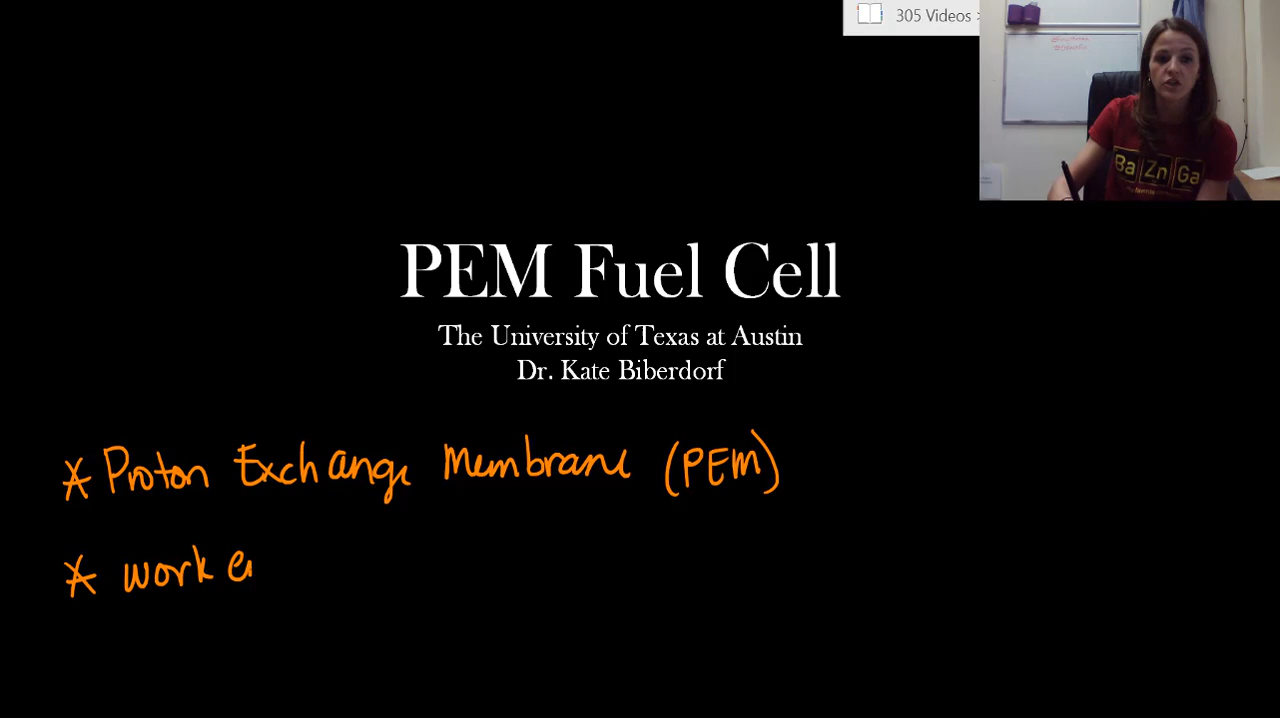 305 Videos
Ba Zn Ga
PEM Fuel Cell
The University of Texas at Austin
Dr. Kate Biberdorf
* Proton Exchange Membrane (PEM)
* work e